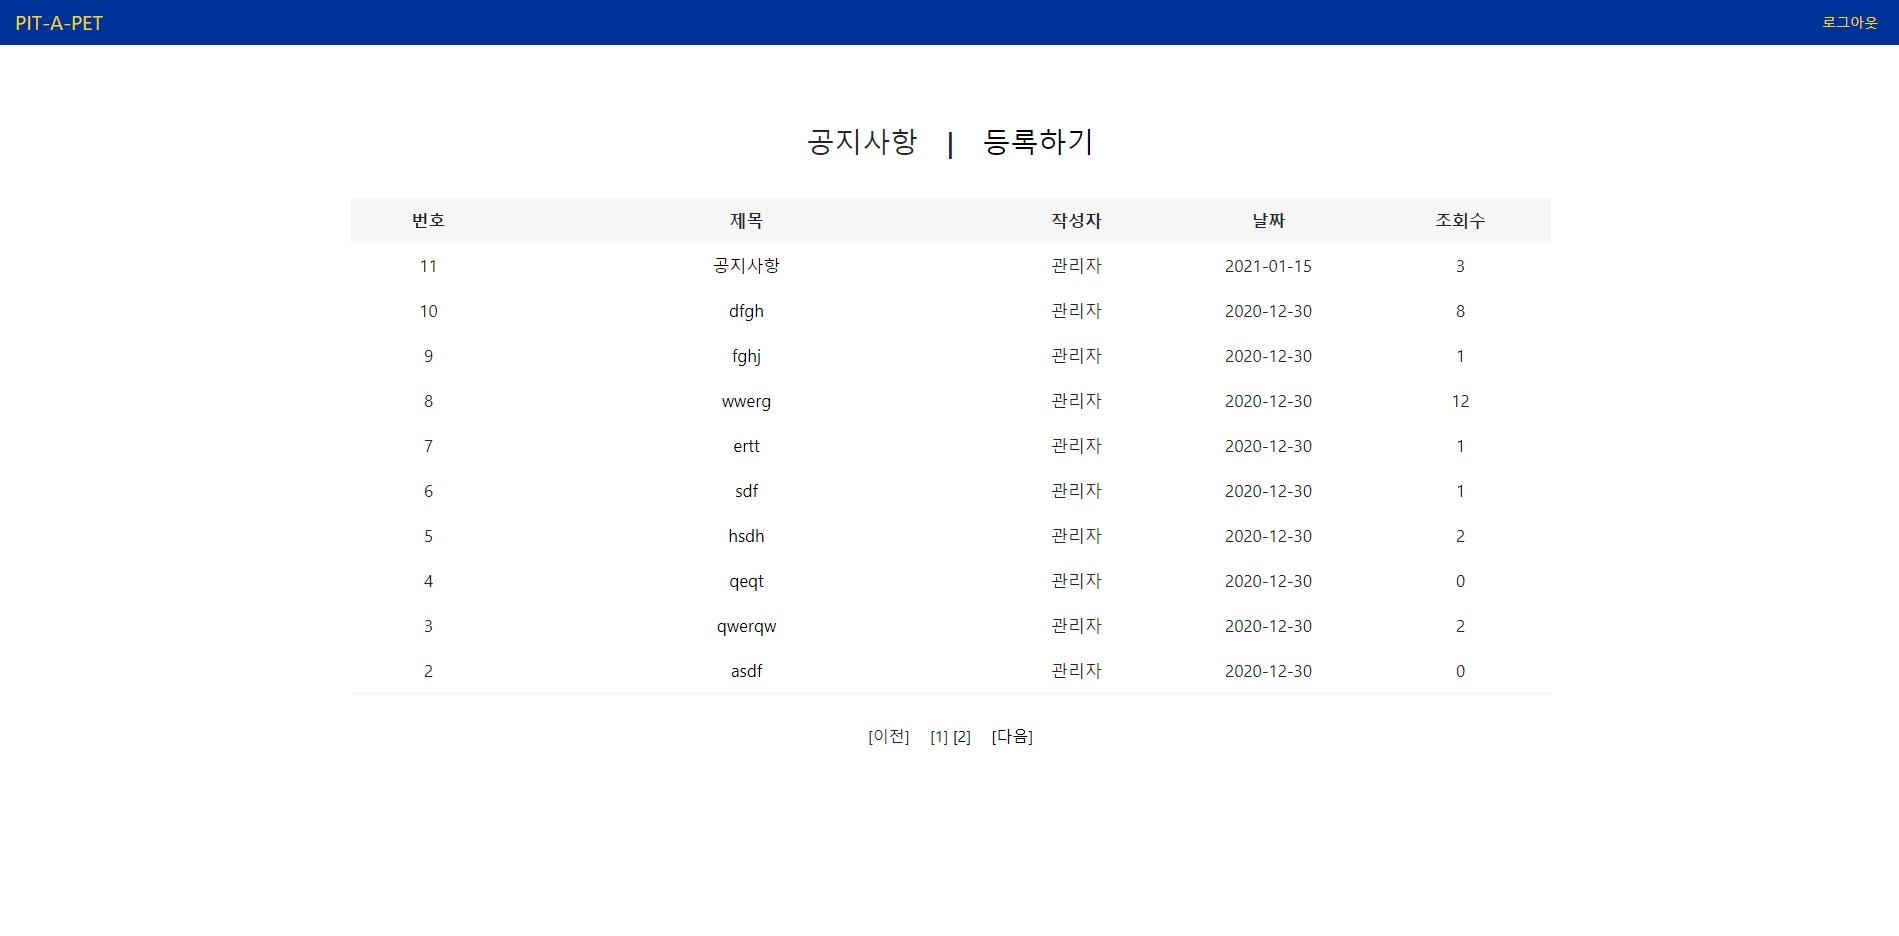 PIT-A-PET 로그아웃
공지사항 | 등록하기
번호 제목 작성자 날짜 조회수
11 공지사항 관리자 2021-01-15 3
10 dfgh 관리자 2020-12-30 8
9 fghj 관리자 2020-12-30 1
8 wwerg 관리자 2020-12-30 12
7 ertt 관리자 2020-12-30 1
6 sdf 관리자 2020-12-30 1
5 hsdh 관리자 2020-12-30 2
4 qeqt 관리자 2020-12-30 0
3 qwerqw 관리자 2020-12-30 2
2 asdf 관리자 2020-12-30 0
[이전] [1] [2] [다음]